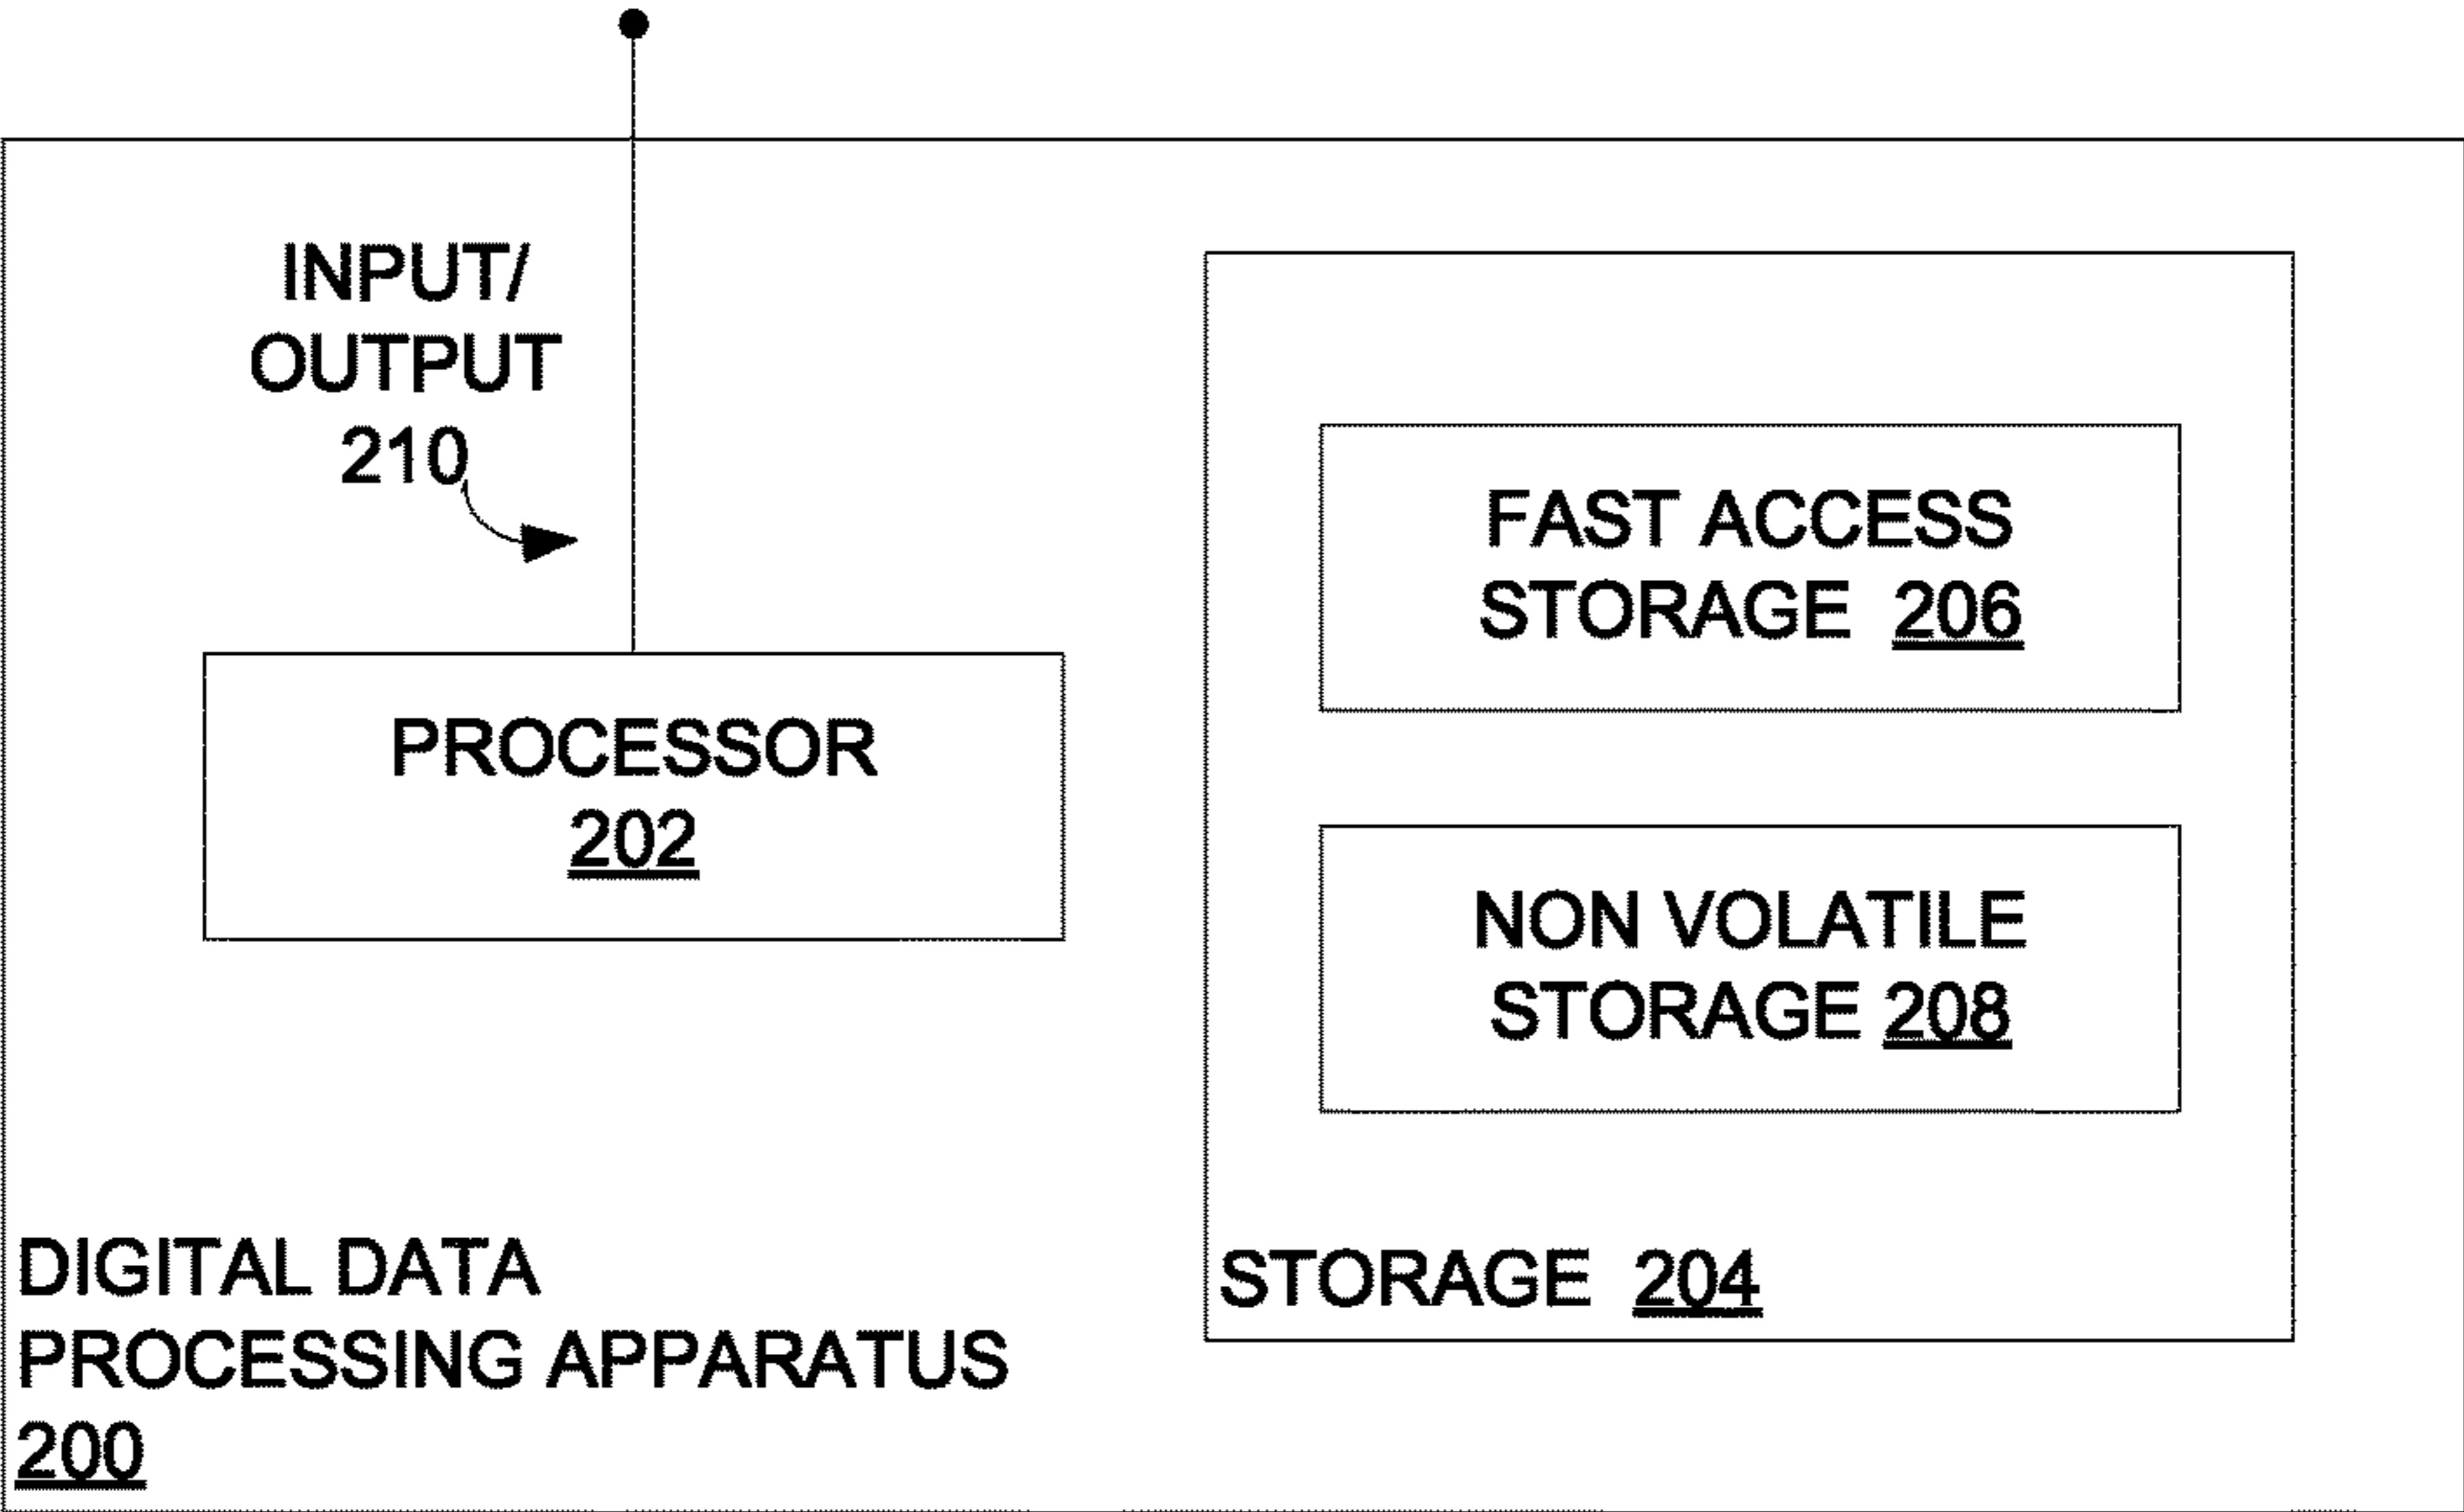 INPUT/
OUTPUT
210
PROCESSOR
202
FAST ACCESS
STORAGE 206
NON VOLATILE
STORAGE 208
STORAGE 204
DIGITAL DATA
PROCESSING APPARATUS
200